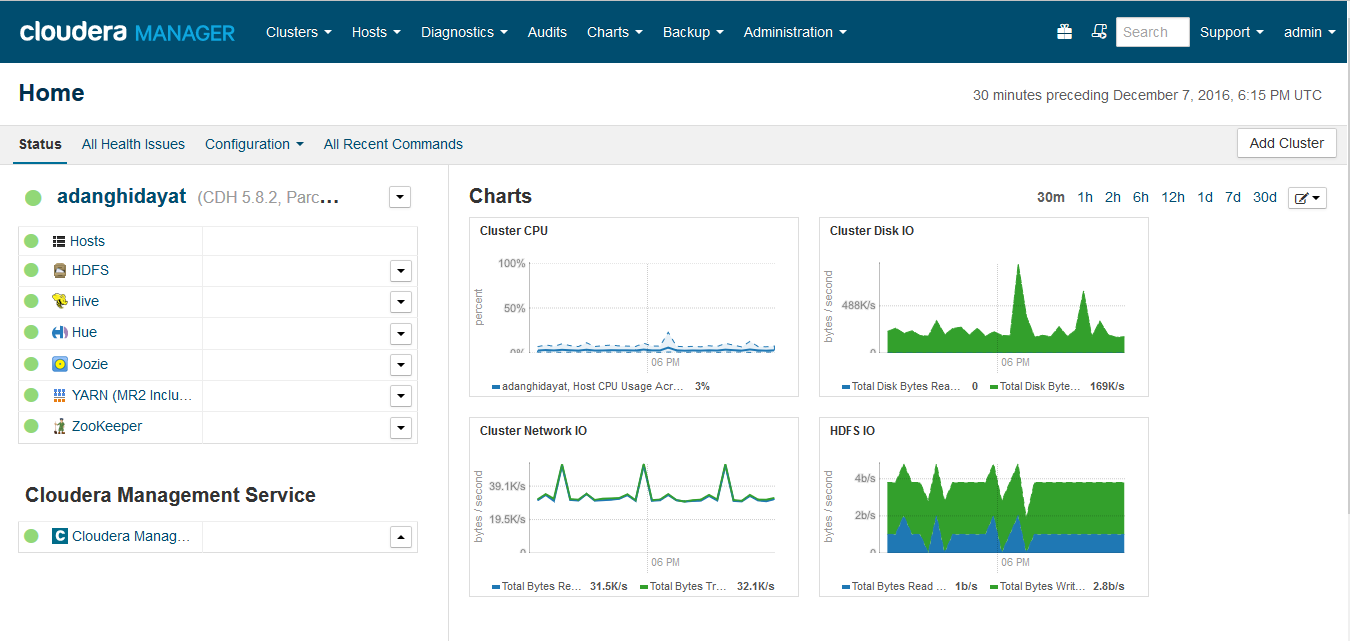 cloudera MANAGER Clusters Hosts Diagnostics Audits Charts Backup Administration Search Support admin
Home
30 minutes preceding December 7, 2016, 6:15 PM UTC
Status All Health Issues Configuration All Recent Commands Add Cluster
adanghidayat (CDH 5.8.2, Parc...
Hosts
HDFS
Hive
Hue
Oozie
YARN (MR2 Inclu...
ZooKeeper
Cloudera Management Service
C Cloudera Manag...
Charts 30m 1h 2h 6h 12h 1d 7d 30d
Cluster CPU
percent
100%
50%
0%
06 PM
adanghidayat, Host CPU Usage Acr... 3%
Cluster Disk IO
bytes / second
488K/s
0
06 PM
Total Disk Bytes Rea... 0 Total Disk Byte... 169K/s
Cluster Network IO
bytes / second
39.1K/s
19.5K/s
0
06 PM
Total Bytes Re... 31.5K/s Total Bytes Tr... 32.1K/s
HDFS IO
bytes / second
4b/s
2b/s
0
06 PM
Total Bytes Read ... 1b/s Total Bytes Writ... 2.8b/s